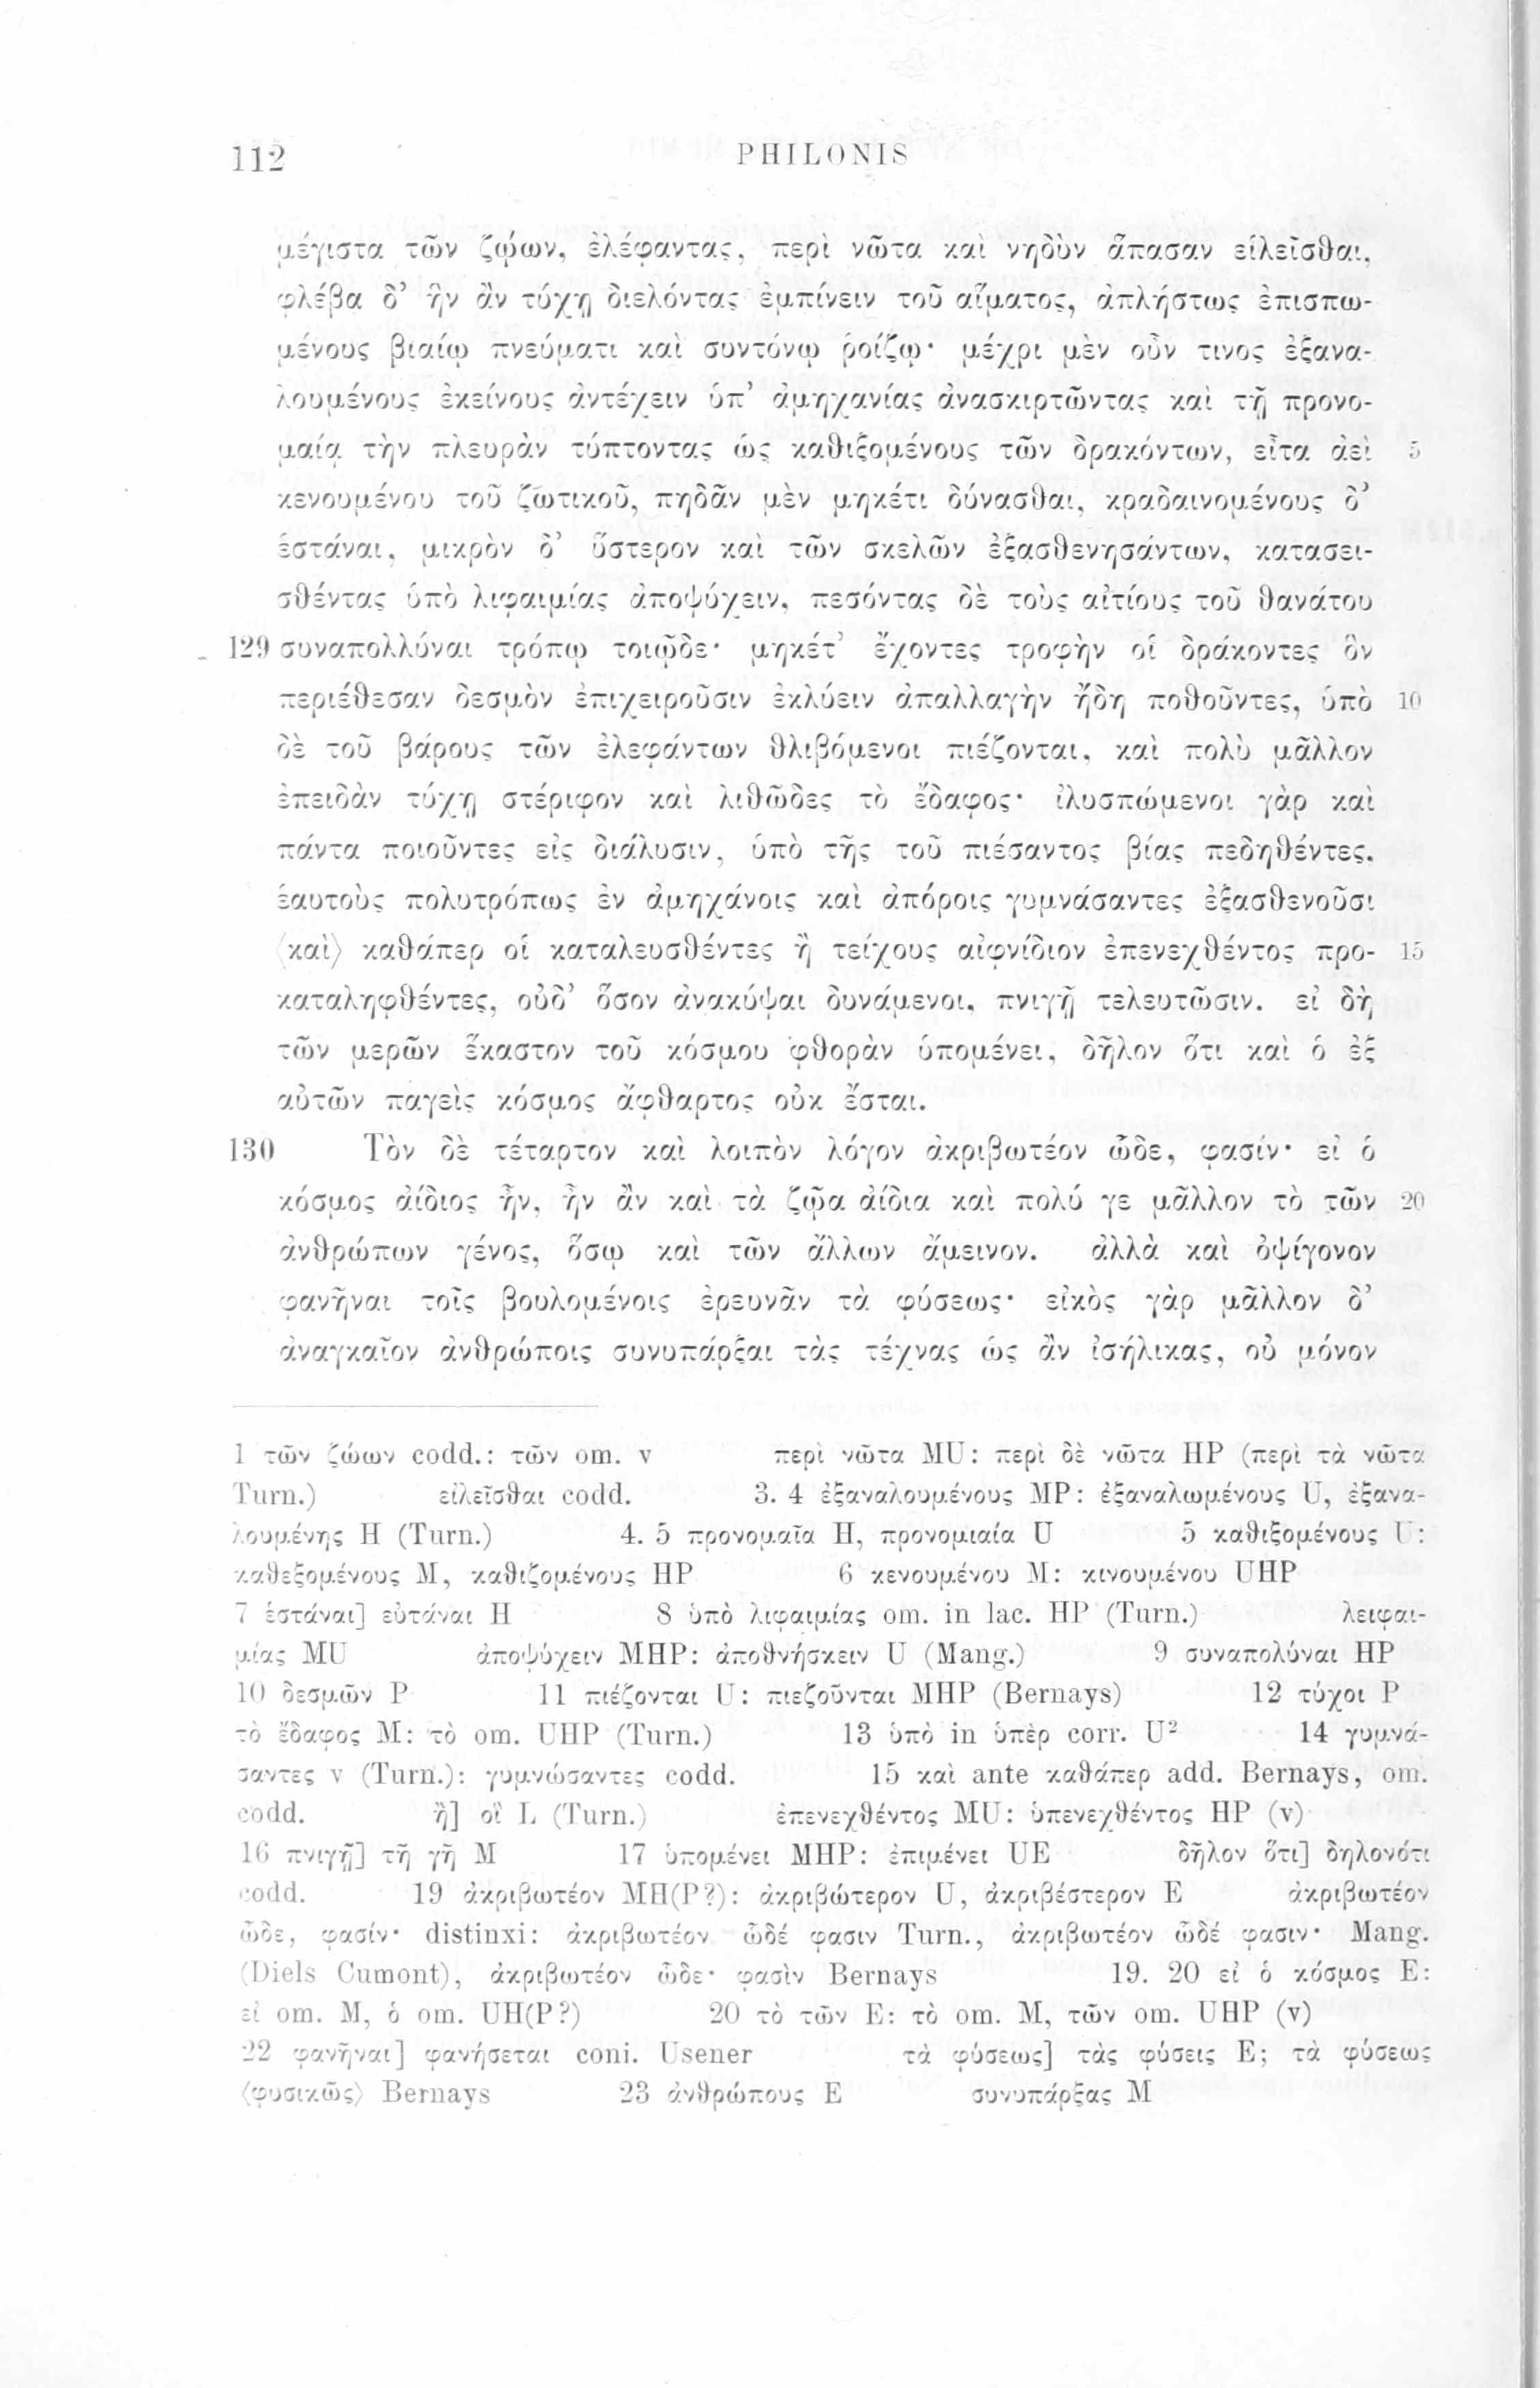 112 PHILONIS
μέγιστα τῶν ζῴων, ἐλέφαντας, περὶ νῶτα καὶ νηδὺν ἅπασαν εἱλεῖσθαι,
φλέβα δ’ ἣν ἂν τύχῃ διελόντας ἐμπίνειν τοῦ αἵματος, ἀπλήστως ἐπισπω-
μένους βιαίῳ πνεύματι καὶ συντόνῳ ῥοίζῳ· μέχρι μὲν οὖν τινος ἐξανα-
λουμένους ἐκείνους ἀντέχειν ὑπ’ ἀμηχανίας ἀνασκιρτῶντας καὶ τῇ προνο-
μαίᾳ τὴν πλευρὰν τύπτοντας ὡς καθιξομένους τῶν δρακόντων, εἶτα ἀεὶ 5
κενουμένου τοῦ ζωτικοῦ, πηδᾶν μὲν μηκέτι δύνασθαι, κραδαινομένους δ’
ἑστάναι, μικρὸν δ’ ὕστερον καὶ τῶν σκελῶν ἐξασθενησάντων, κατασει-
σθέντας ὑπὸ λιφαιμίας ἀποψύχειν, πεσόντας δὲ τοὺς αἰτίους τοῦ θανάτου
129 συναπολλύναι τρόπῳ τοιῷδε· μηκέτ’ ἔχοντες τροφὴν οἱ δράκοντες ὃν
περιέθεσαν δεσμὸν ἐπιχειροῦσιν ἐκλύειν ἀπαλλαγὴν ἤδη ποθοῦντες, ὑπὸ 10
δὲ τοῦ βάρους τῶν ἐλεφάντων θλιβόμενοι πιέζονται, καὶ πολὺ μᾶλλον
ἐπειδὰν τύχῃ στέριφον καὶ λιθῶδες τὸ ἔδαφος· ἰλυσπώμενοι γὰρ καὶ
πάντα ποιοῦντες εἰς διάλυσιν, ὑπὸ τῆς τοῦ πιέσαντος βίας πεδηθέντες,
ἑαυτοὺς πολυτρόπως ἐν ἀμηχάνοις καὶ ἀπόροις γυμνάσαντες ἐξασθενοῦσι
⟨καὶ⟩ καθάπερ οἱ καταλευσθέντες ἢ τείχους αἰφνίδιον ἐπενεχθέντος προ- 15
καταληφθέντες, οὐδ’ ὅσον ἀνακύψαι δυνάμενοι, πνιγῇ τελευτῶσιν. εἰ δὴ
τῶν μερῶν ἕκαστον τοῦ κόσμου φθορὰν ὑπομένει, δῆλον ὅτι καὶ ὁ ἐξ
αὐτῶν παγεὶς κόσμος ἄφθαρτος οὐκ ἔσται.
130 Τὸν δὲ τέταρτον καὶ λοιπὸν λόγον ἀκριβωτέον ὧδε, φασίν· εἰ ὁ
κόσμος ἀίδιος ἦν, ἦν ἂν καὶ τὰ ζῷα ἀίδια καὶ πολύ γε μᾶλλον τὸ τῶν 20
ἀνθρώπων γένος, ὅσῳ καὶ τῶν ἄλλων ἄμεινον. ἀλλὰ καὶ ὀψίγονον
φανῆναι τοῖς βουλομένοις ἐρευνᾶν τὰ φύσεως· εἰκὸς γὰρ μᾶλλον δ’
ἀναγκαῖον ἀνθρώποις συνυπάρξαι τὰς τέχνας ὡς ἂν ἰσήλικας, οὐ μόνον
1 τῶν ζώων codd.: τῶν om. v περὶ νῶτα MU: περὶ δὲ νῶτα HP (περὶ τὰ νῶτα
Turn.) εἱλεῖσθαι codd. 3. 4 ἐξαναλουμένους MP: ἐξαναλωμένους U, ἐξανα-
λουμένης H (Turn.) 4. 5 προνομαῖα H, προνομιαία U 5 καθιξομένους U:
καθεξομένους M, καθιζομένους HP 6 κενουμένου M: κινουμένου UHP
7 ἑστάναι] εὐτάναι H 8 ὑπὸ λιφαιμίας om. in lac. HP (Turn.) λειφαι-
μίας MU ἀποψύχειν MHP: ἀποθνήσκειν U (Mang.) 9 συναπολύναι HP
10 δεσμῶν P 11 πιέζονται U: πιεζοῦνται MHP (Bernays) 12 τύχοι P
τὸ ἔδαφος M: τὸ om. UHP (Turn.) 13 ὑπὸ in ὑπὲρ corr. U² 14 γυμνά-
σαντες v (Turn.): γυμνώσαντες codd. 15 καὶ ante καθάπερ add. Bernays, om.
codd. ἢ] οἳ L (Turn.) ἐπενεχθέντος MU: ὑπενεχθέντος HP (v)
16 πνιγῇ] τῆ γῆ M 17 ὑπομένει MHP: ἐπιμένει UE δῆλον ὅτι] δηλονότι
codd. 19 ἀκριβωτέον MH(P?): ἀκριβώτερον U, ἀκριβέστερον E ἀκριβωτέον
ὧδε, φασίν· distinxi: ἀκριβωτέον ὧδέ φασιν Turn., ἀκριβωτέον ὧδέ φασιν· Mang.
(Diels Cumont), ἀκριβωτέον ὧδε· φασὶν Bernays 19. 20 εἰ ὁ κόσμος E:
εἰ om. M, ὁ om. UH(P?) 20 τὸ τῶν E: τὸ om. M, τῶν om. UHP (v)
22 φανῆναι] φανήσεται coni. Usener τὰ φύσεως] τὰς φύσεις E; τὰ φύσεως
⟨φυσικῶς⟩ Bernays 23 ἀνθρώπους E συνυπάρξας M